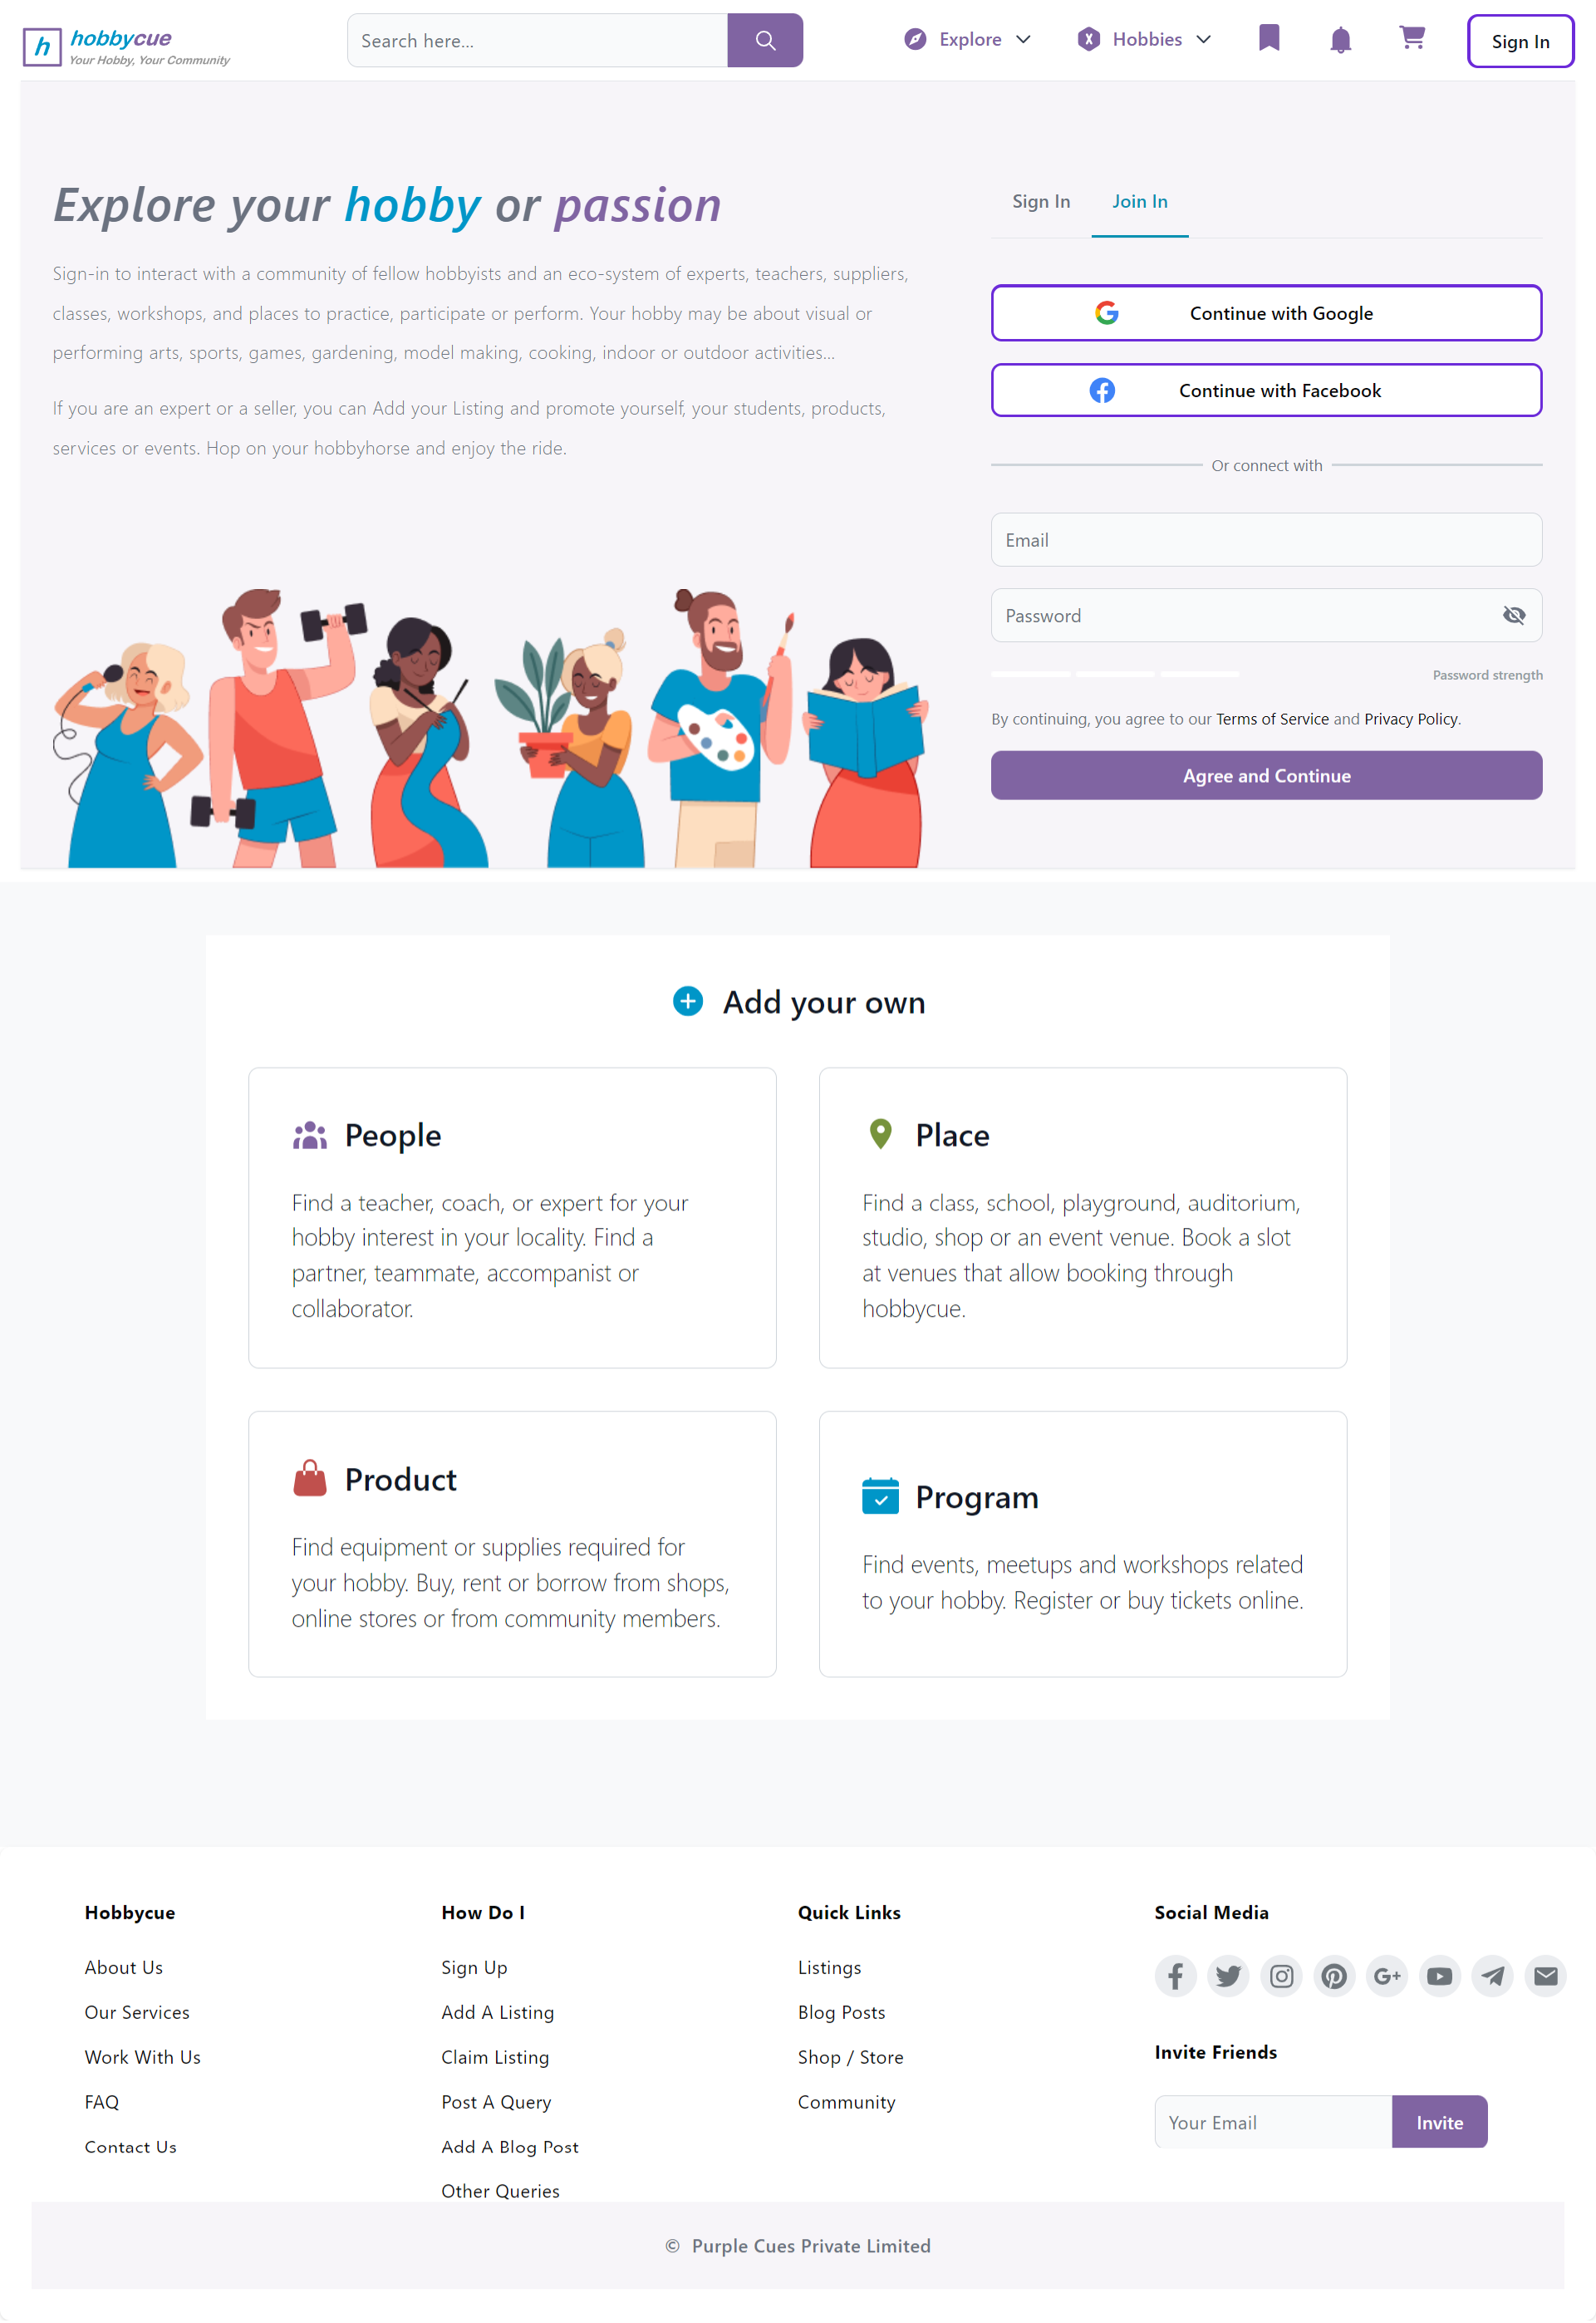 h hobbycue
Your Hobby, Your Community
Search here...
Explore
Hobbies
Sign In
Explore your hobby or passion
Sign-in to interact with a community of fellow hobbyists and an eco-system of experts, teachers, suppliers,
classes, workshops, and places to practice, participate or perform. Your hobby may be about visual or
performing arts, sports, games, gardening, model making, cooking, indoor or outdoor activities...
If you are an expert or a seller, you can Add your Listing and promote yourself, your students, products,
services or events. Hop on your hobbyhorse and enjoy the ride.
Sign In
Join In
Continue with Google
Continue with Facebook
Or connect with
Email
Password
Password strength
By continuing, you agree to our Terms of Service and Privacy Policy.
Agree and Continue
Add your own
People
Find a teacher, coach, or expert for your
hobby interest in your locality. Find a
partner, teammate, accompanist or
collaborator.
Place
Find a class, school, playground, auditorium,
studio, shop or an event venue. Book a slot
at venues that allow booking through
hobbycue.
Product
Find equipment or supplies required for
your hobby. Buy, rent or borrow from shops,
online stores or from community members.
Program
Find events, meetups and workshops related
to your hobby. Register or buy tickets online.
Hobbycue
About Us
Our Services
Work With Us
FAQ
Contact Us
How Do I
Sign Up
Add A Listing
Claim Listing
Post A Query
Add A Blog Post
Other Queries
Quick Links
Listings
Blog Posts
Shop / Store
Community
Social Media
Invite Friends
Your Email
Invite
© Purple Cues Private Limited